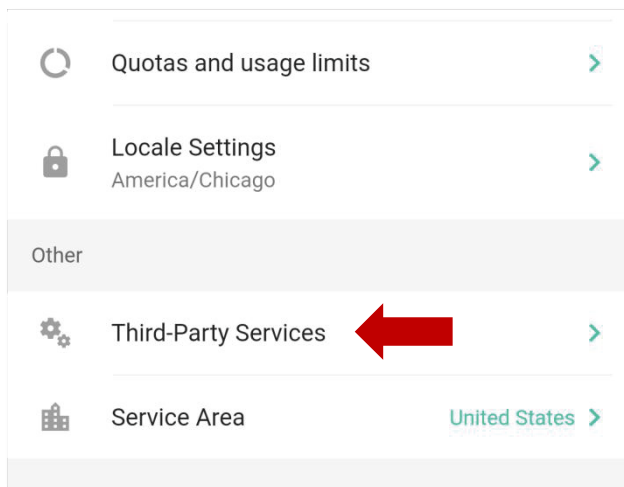 Quotas and usage limits
Locale Settings
America/Chicago
Other
Third-Party Services
Service Area
United States